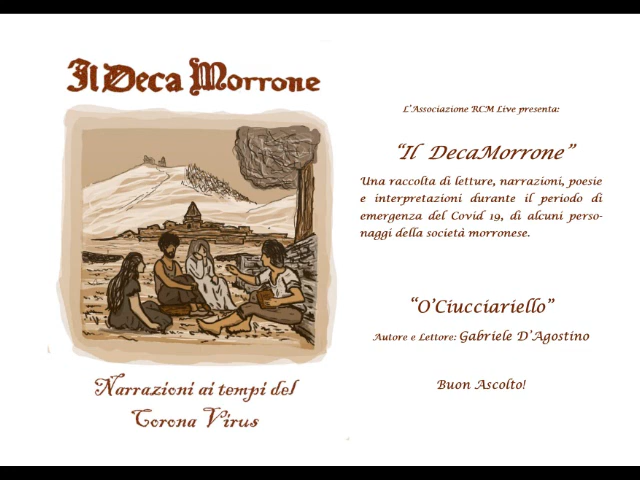 Il Deca Morrone
Narrazioni ai tempi del
Corona Virus
L'Associazione RCM Live presenta:
“Il DecaMorrone”
Una raccolta di letture, narrazioni, poesie
e interpretazioni durante il periodo di
emergenza del Covid 19, di alcuni perso-
naggi della società morronese.
“O'Ciucciariello”
Autore e Lettore: Gabriele D'Agostino
Buon Ascolto!